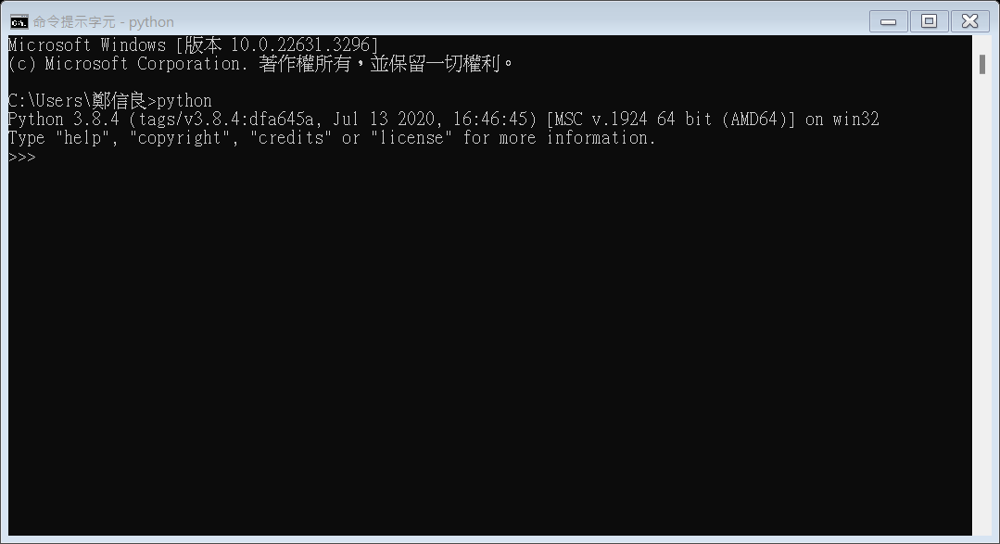 命令提示字元 - python
Microsoft Windows [版本 10.0.22631.3296]
(c) Microsoft Corporation. 著作權所有，並保留一切權利。
C:\Users\鄭信良>python
Python 3.8.4 (tags/v3.8.4:dfa645a, Jul 13 2020, 16:46:45) [MSC v.1924 64 bit (AMD64)] on win32
Type "help", "copyright", "credits" or "license" for more information.
>>>